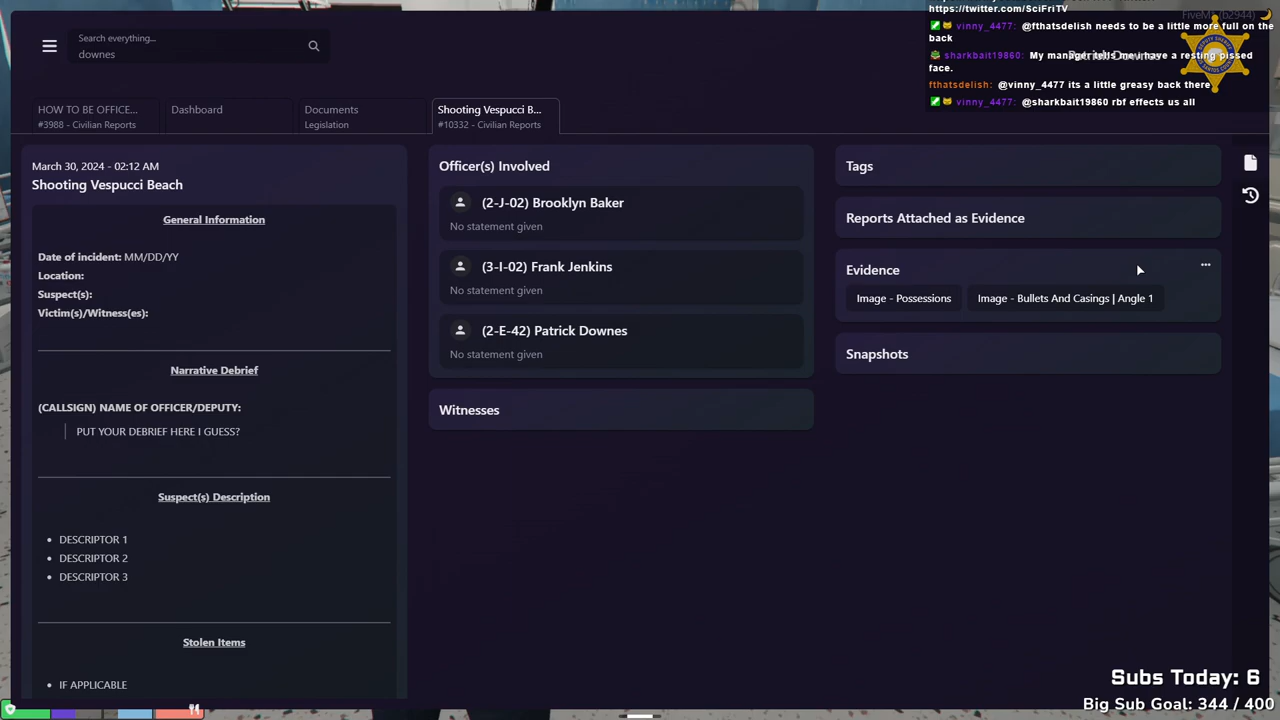 Search everything...
downes
https://twitter.com/SciFriTV
vinny_4477: @fthatsdelish needs to be a little more full on the
back
sharkbait19860: My manager tells me I have a resting pissed
face.
fthatsdelish: @vinny_4477 its a little greasy back there
vinny_4477: @sharkbait19860 rbf effects us all
FiveM
HOW TO BE OFFICE...
#3988 - Civilian Reports
Dashboard
Documents
Legislation
Shooting Vespucci B...
#10332 - Civilian Reports
March 30, 2024 - 02:12 AM
Shooting Vespucci Beach
General Information
Date of incident: MM/DD/YY
Location:
Suspect(s):
Victim(s)/Witness(es):
Narrative Debrief
(CALLSIGN) NAME OF OFFICER/DEPUTY:
PUT YOUR DEBRIEF HERE I GUESS?
Suspect(s) Description
DESCRIPTOR 1
DESCRIPTOR 2
DESCRIPTOR 3
Stolen Items
IF APPLICABLE
Officer(s) Involved
(2-J-02) Brooklyn Baker
No statement given
(3-I-02) Frank Jenkins
No statement given
(2-E-42) Patrick Downes
No statement given
Witnesses
Tags
Reports Attached as Evidence
Evidence
Image - Possessions
Image - Bullets And Casings | Angle 1
Snapshots
Subs Today: 6
Big Sub Goal: 344 / 400